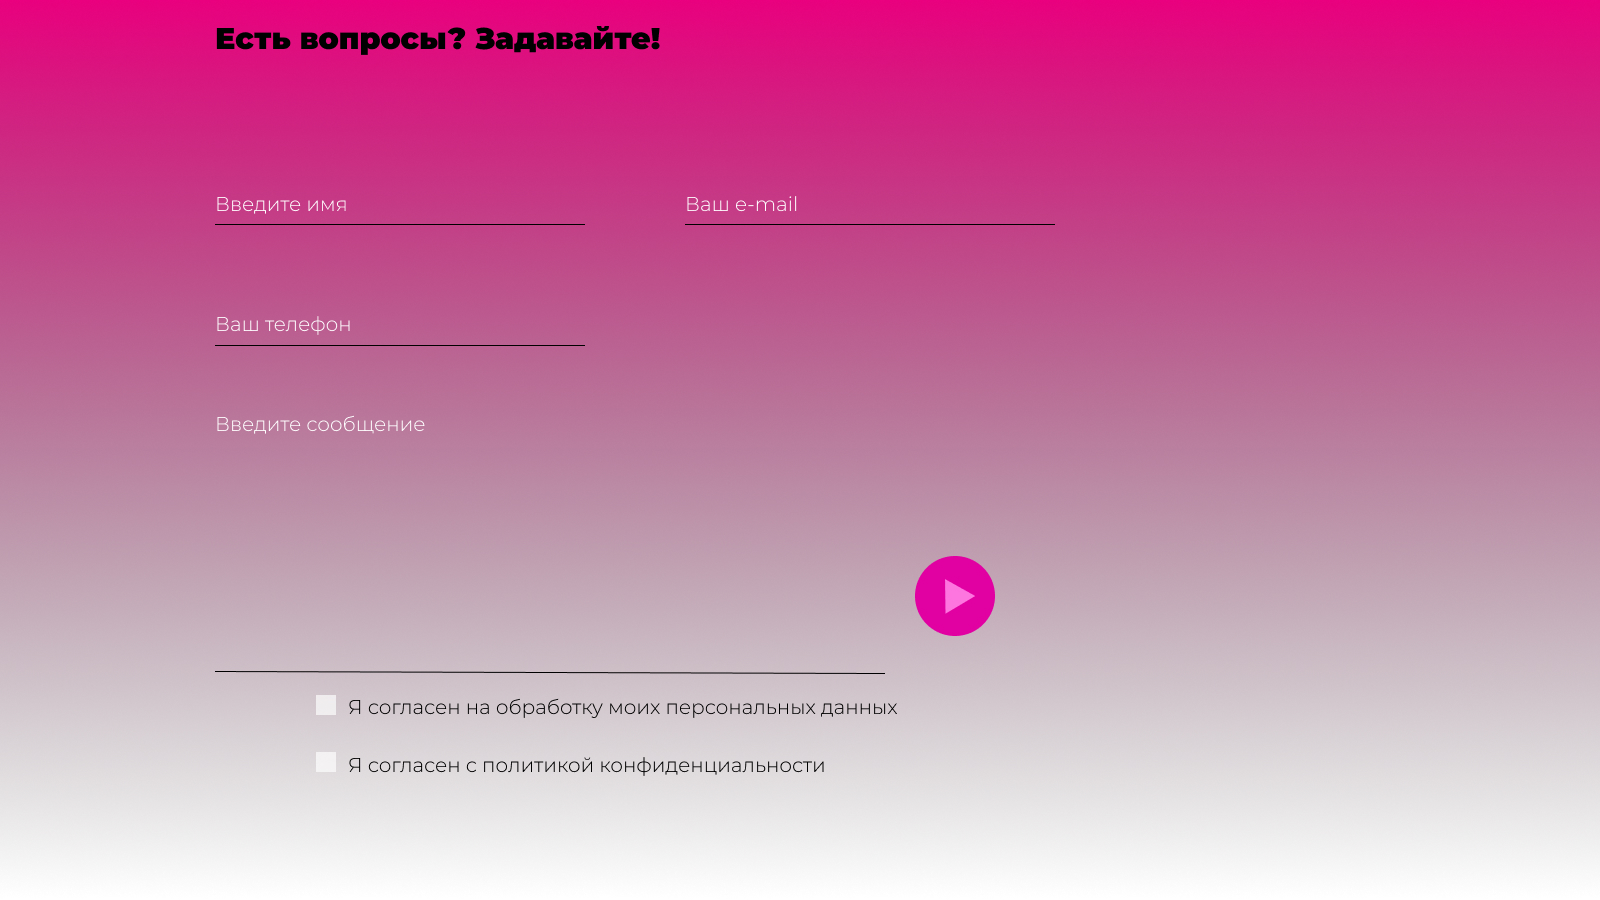 Есть вопросы? Задавайте!
Введите имя
Ваш e-mail
Ваш телефон
Введите сообщение
Я согласен на обработку моих персональных данных
Я согласен с политикой конфиденциальности